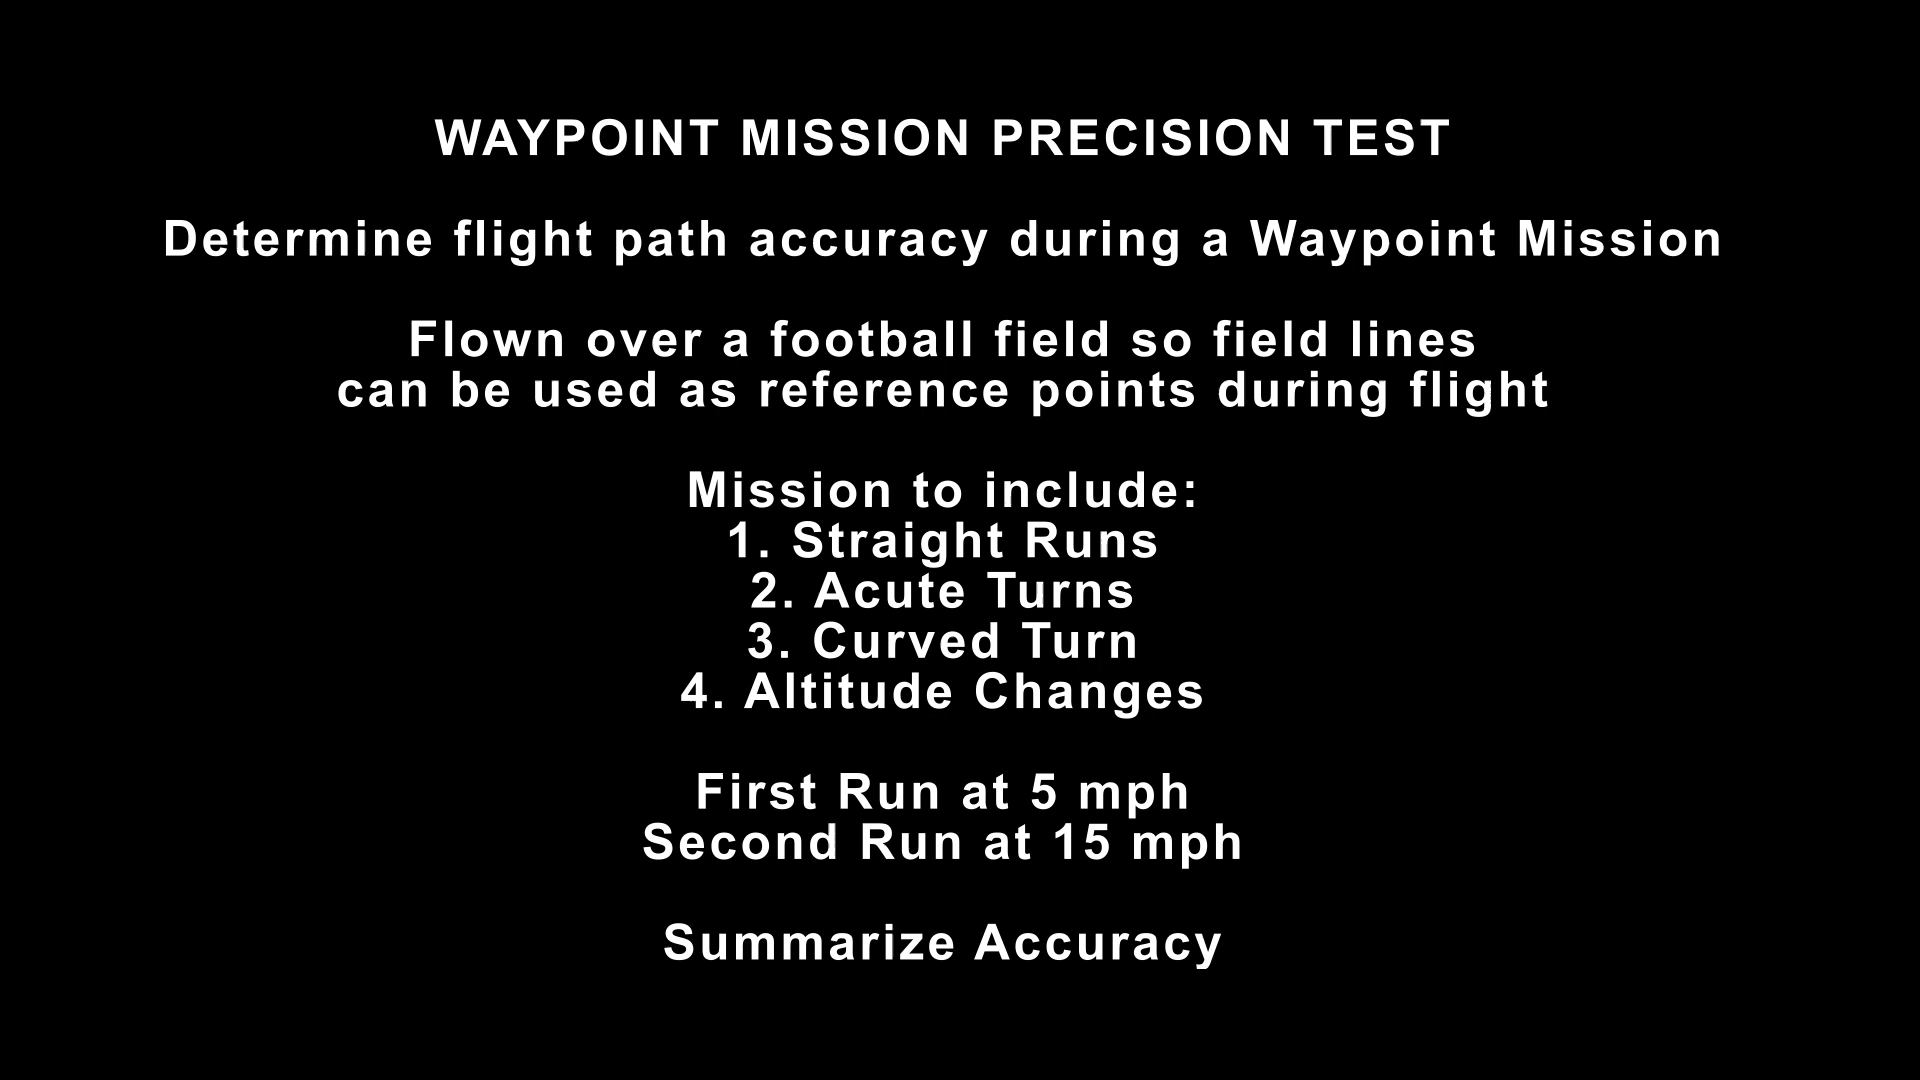 WAYPOINT MISSION PRECISION TEST
Determine flight path accuracy during a Waypoint Mission
Flown over a football field so field lines
can be used as reference points during flight
Mission to include:
1. Straight Runs
2. Acute Turns
3. Curved Turn
4. Altitude Changes
First Run at 5 mph
Second Run at 15 mph
Summarize Accuracy